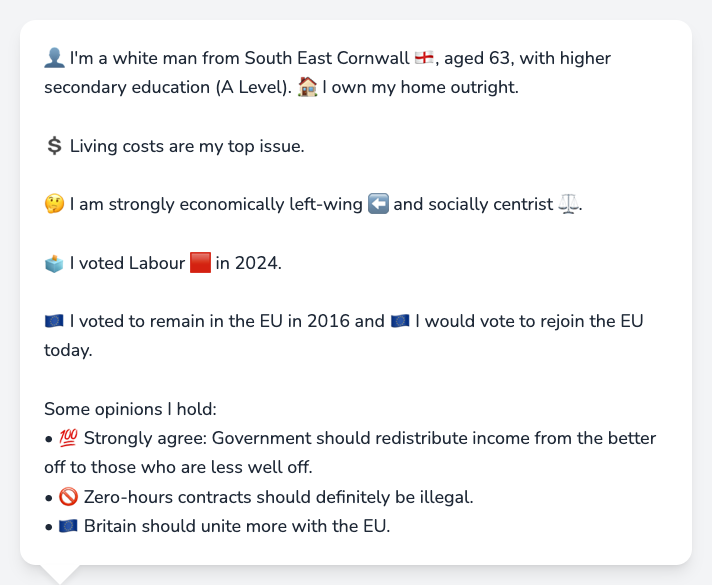 👤 I'm a white man from South East Cornwall 🏴󠁧󠁢󠁥󠁮󠁧󠁿, aged 63, with higher
secondary education (A Level). 🏠 I own my home outright.
💲 Living costs are my top issue.
🤔 I am strongly economically left-wing ⬅️ and socially centrist ⚖️.
🗳️ I voted Labour 🟥 in 2024.
🇪🇺 I voted to remain in the EU in 2016 and 🇪🇺 I would vote to rejoin the EU
today.
Some opinions I hold:
• 💯 Strongly agree: Government should redistribute income from the better
off to those who are less well off.
• 🚫 Zero-hours contracts should definitely be illegal.
• 🇪🇺 Britain should unite more with the EU.